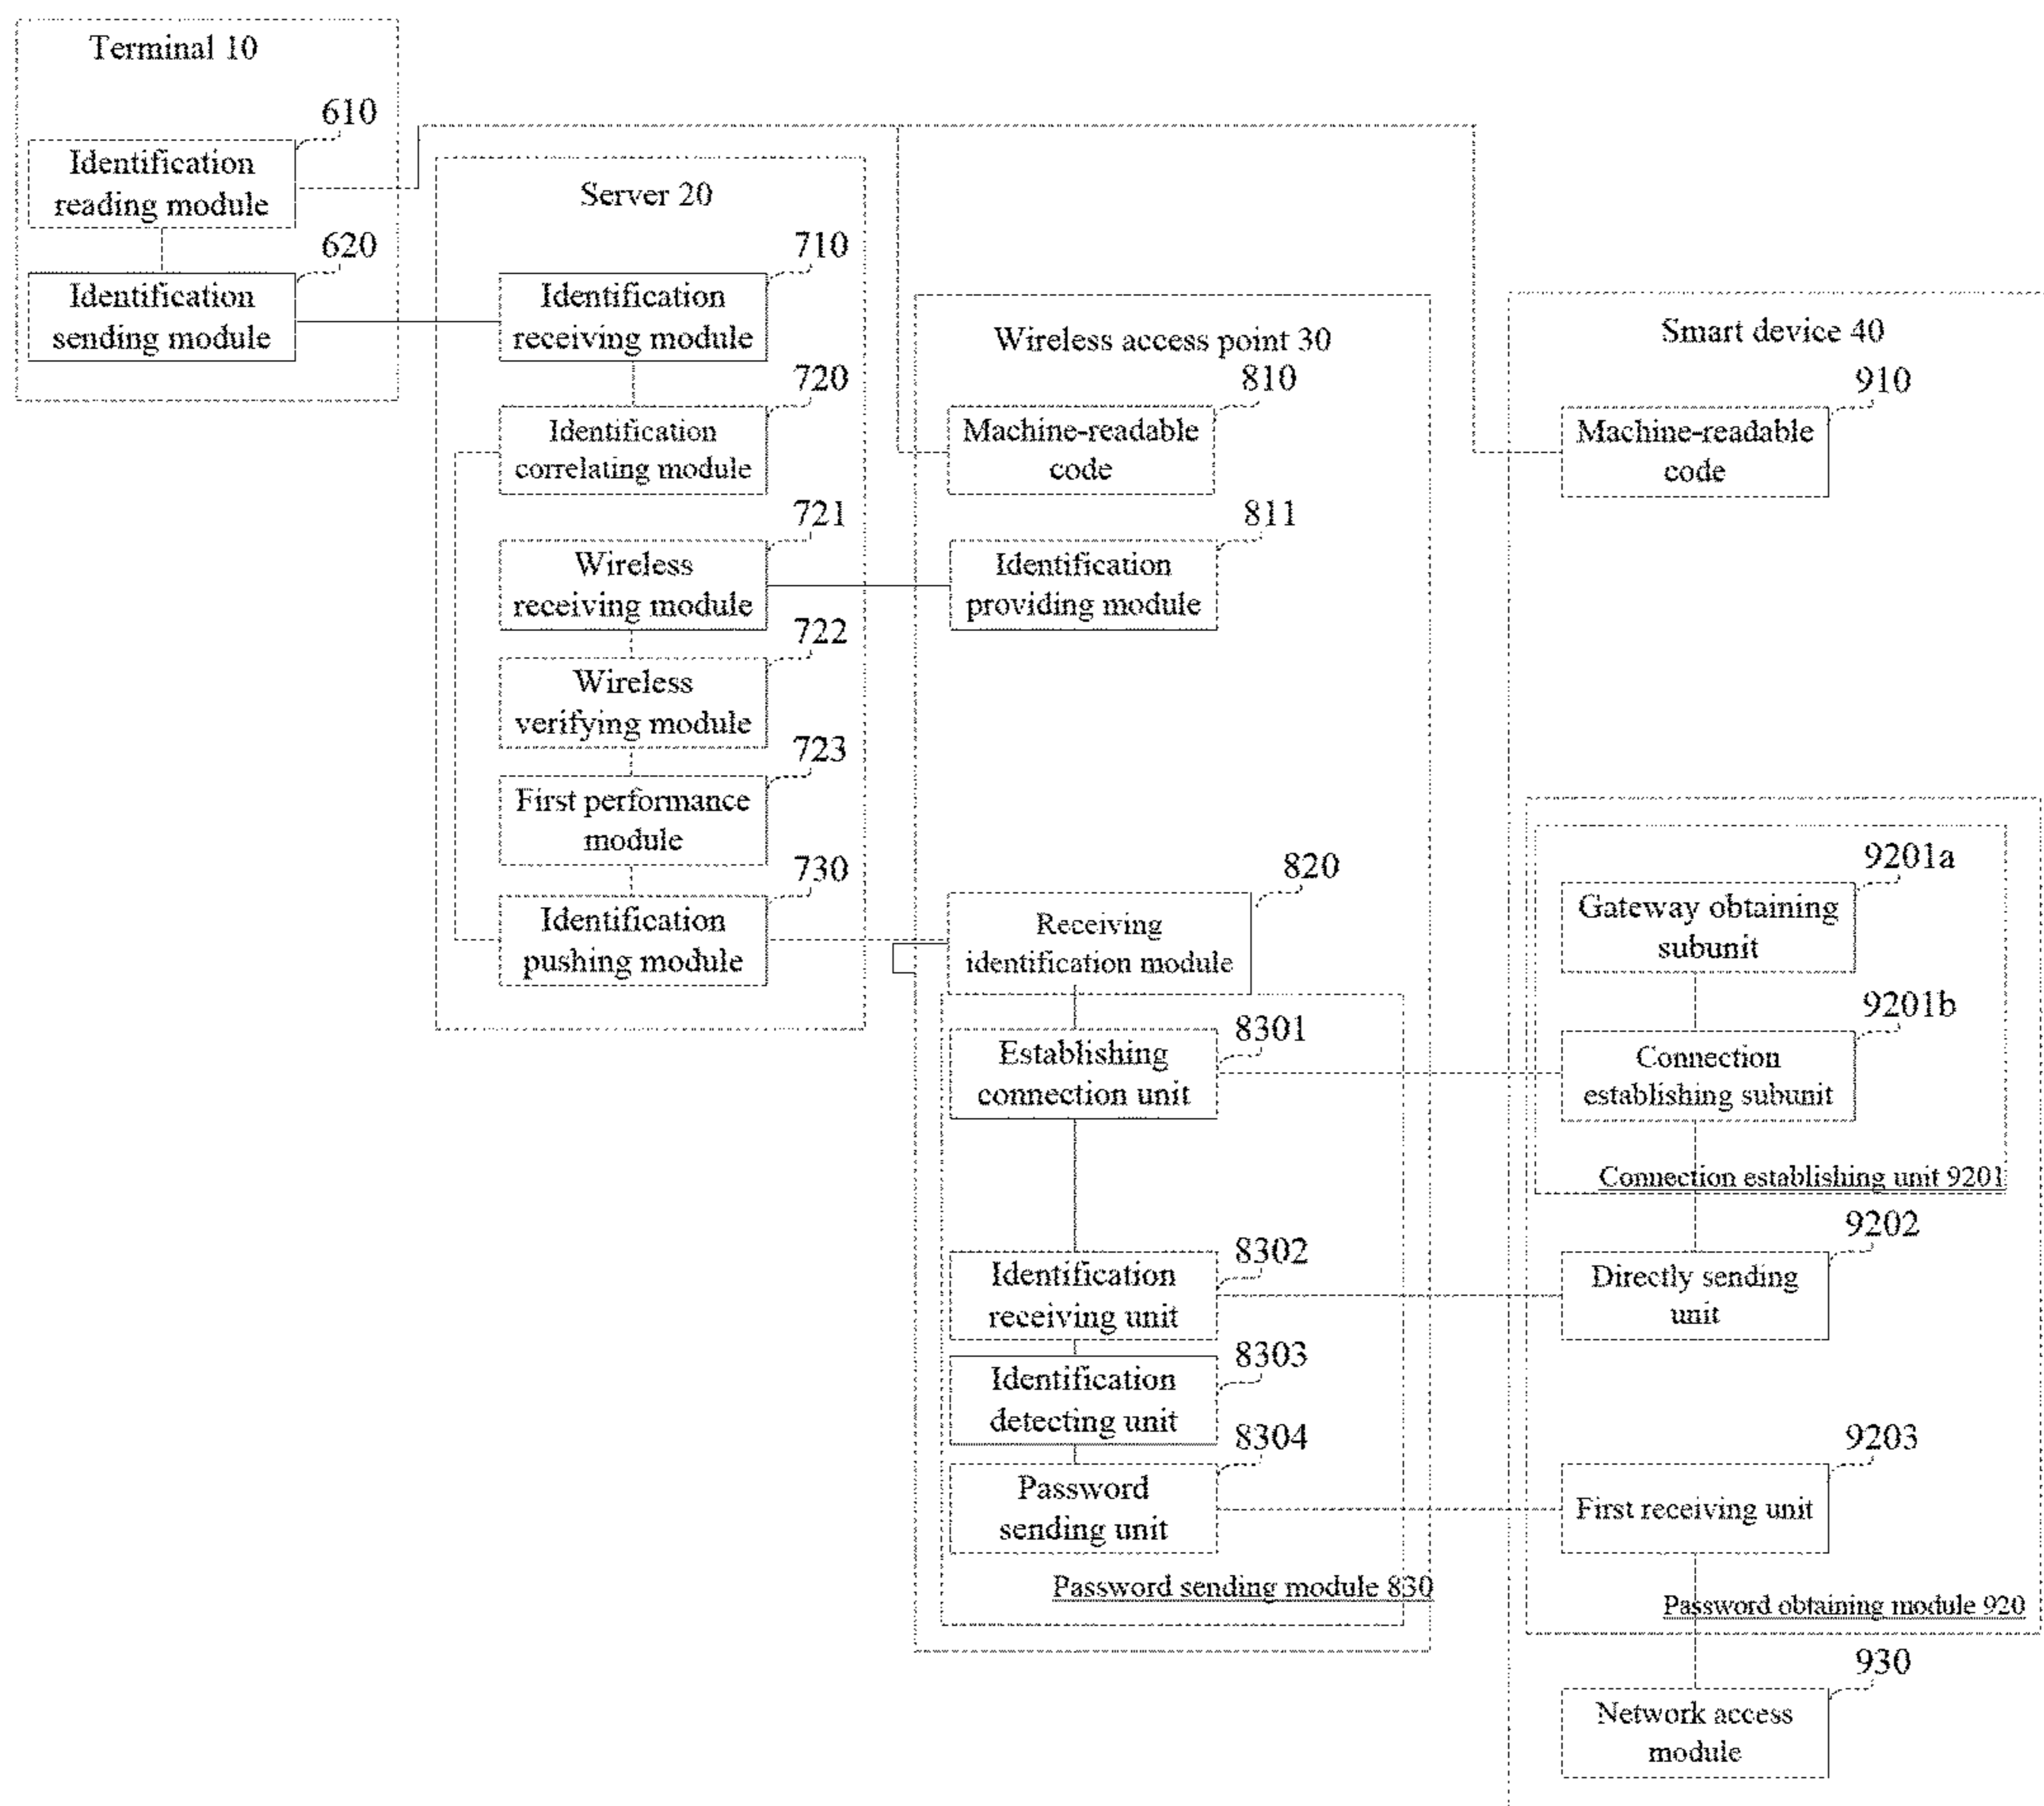 Terminal 10
610
Identification
reading module
620
Identification
sending module
Server 20
710
Identification
receiving module
720
Identification
correlating module
721
Wireless
receiving module
722
Wireless
verifying module
723
First performance
module
730
Identification
pushing module
Wireless access point 30
810
Machine-readable
code
811
Identification
providing module
820
Receiving
identification module
8301
Establishing
connection unit
8302
Identification
receiving unit
8303
Identification
detecting unit
8304
Password
sending unit
Password sending module 830
Smart device 40
910
Machine-readable
code
9201a
Gateway obtaining
subunit
9201b
Connection
establishing subunit
Connection establishing unit 9201
9202
Directly sending
unit
9203
First receiving unit
Password obtaining module 920
930
Network access
module